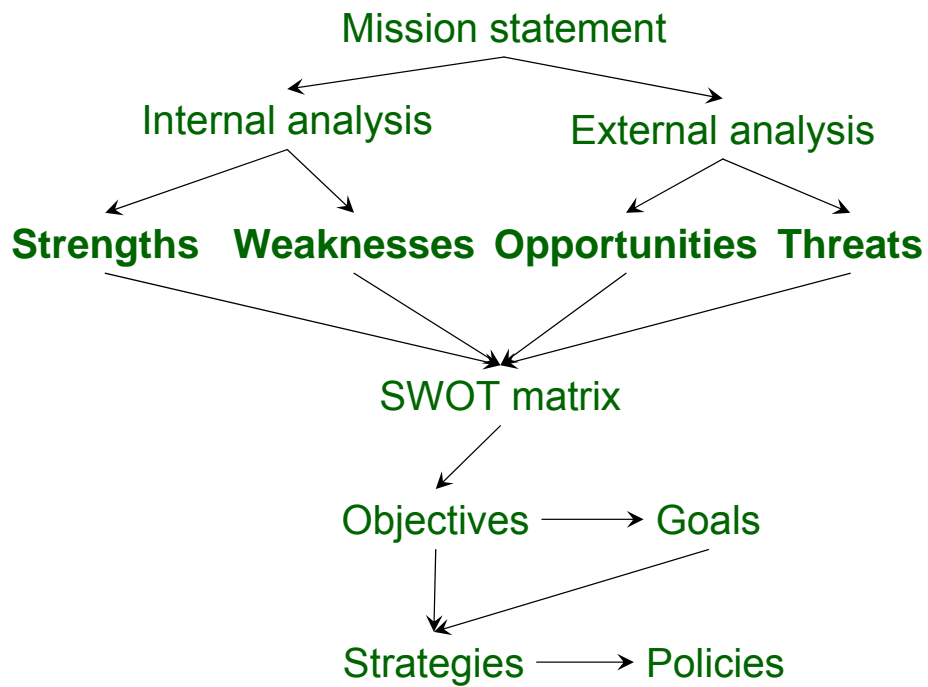 Mission statement
Internal analysis
External analysis
Strengths Weaknesses Opportunities Threats
SWOT matrix
Objectives Goals
Strategies Policies